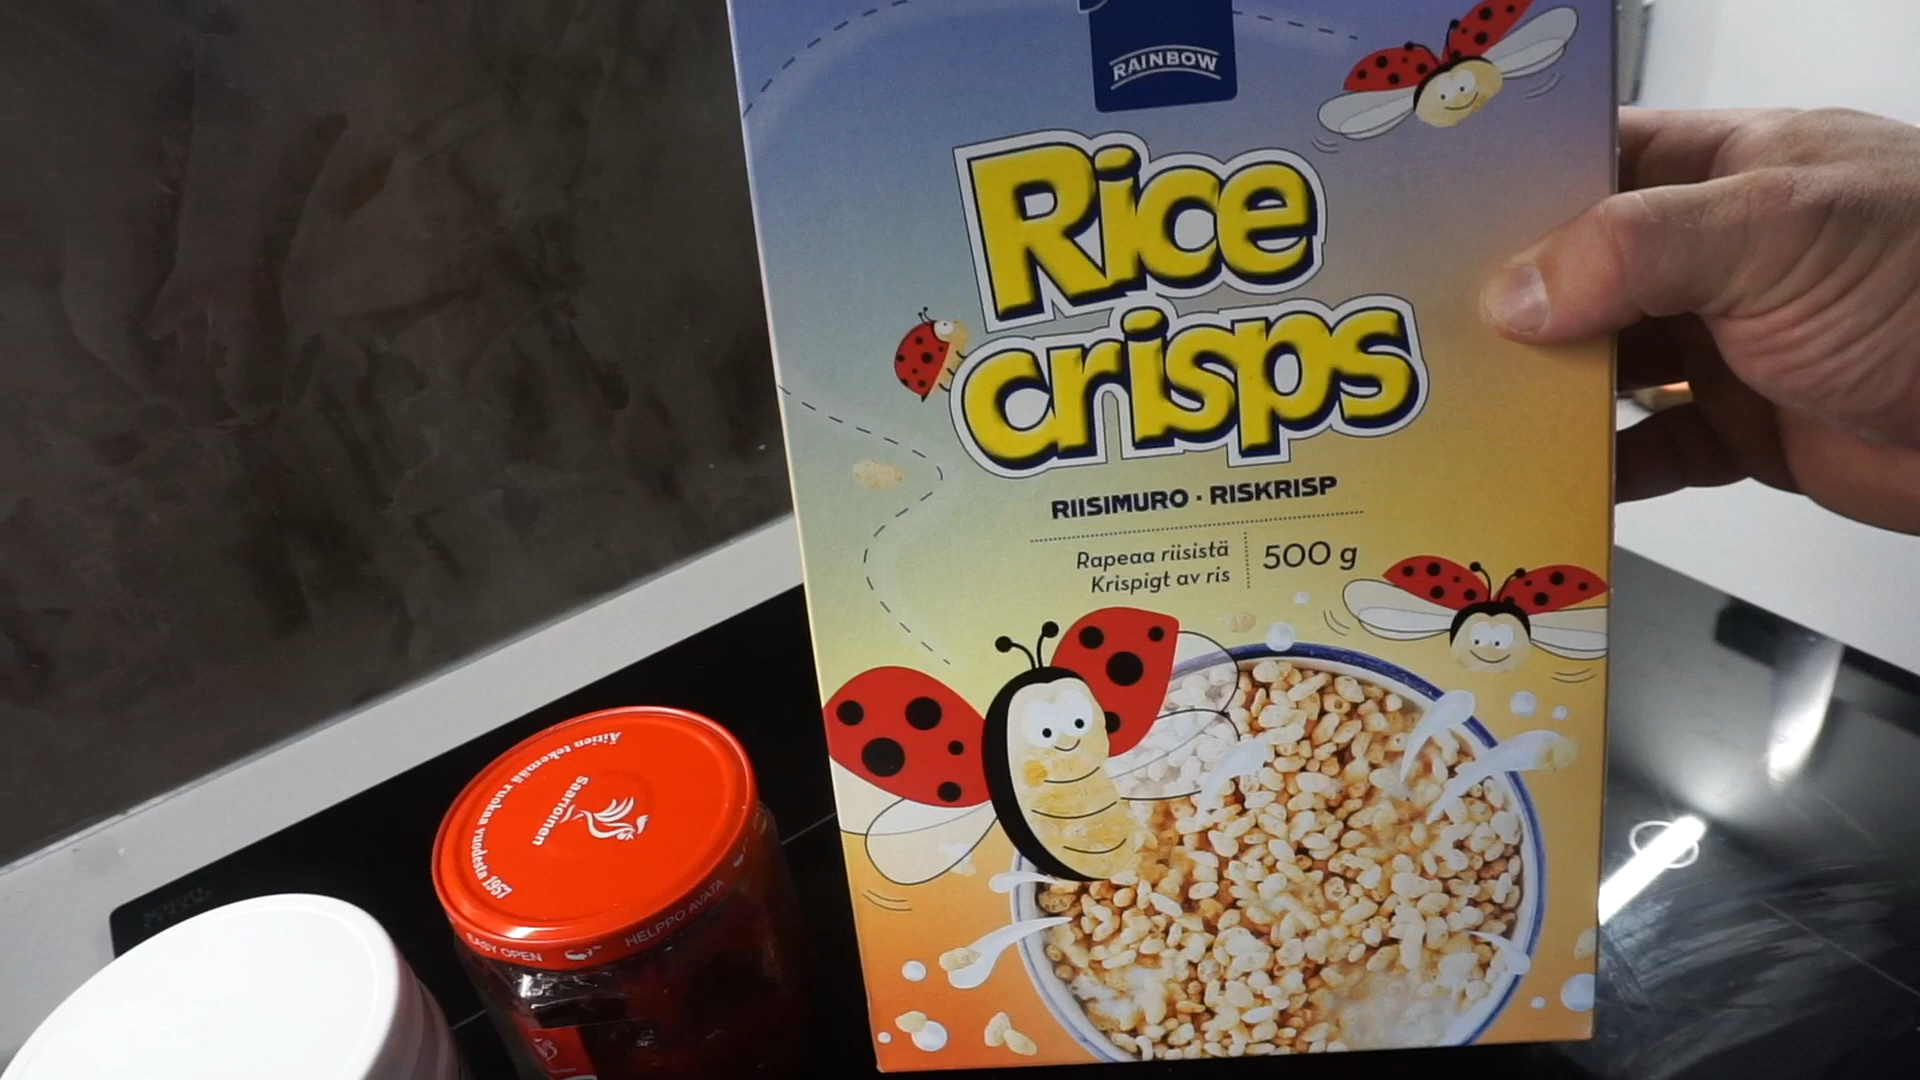 RAINBOW
Rice
crisps
RIISIMURO · RISKRISP
Rapeaa riisistä
Krispigt av ris
500 g
Äitien tekemää ruokaa vuodesta 1957
Saarioinen
EASY OPEN
HELPPO AVATA